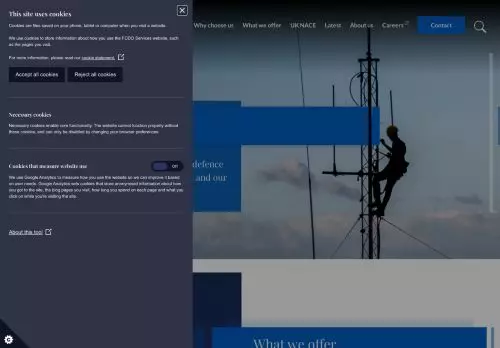 This site uses cookies
Cookies are files saved on your phone, tablet or computer when you visit a website.
We use cookies to store information about how you use the FCDO Services website, such
as the pages you visit.
For more information, please read our cookie statement.
Accept all cookies
Reject all cookies
Necessary cookies
Necessary cookies enable core functionality. The website cannot function properly without
these cookies, and can only be disabled by changing your browser preferences.
Cookies that measure website use
Off
We use Google Analytics to measure how you use the website so we can improve it based
on user needs. Google Analytics sets cookies that store anonymised information about how
you got to the site, the blog pages you visit, how long you spend on each page and what you
click on while you're visiting the site.
About this tool
Why choose us
What we offer
UK NACE
Latest
About us
Careers
Contact
defence
and our
What we offer